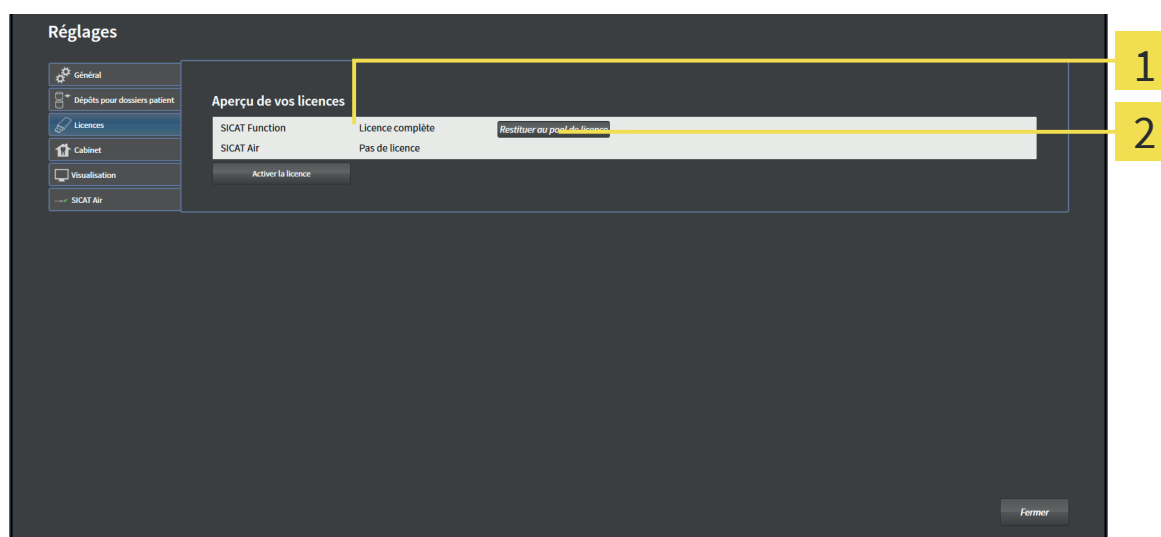 Réglages
1
Général
Dépôts pour dossiers patient
Aperçu de vos licences
Licences
SICAT Function Licence complète Restituer au pool de licence
2
Cabinet
SICAT Air Pas de licence
Visualisation
Activer la licence
SICAT Air
Fermer